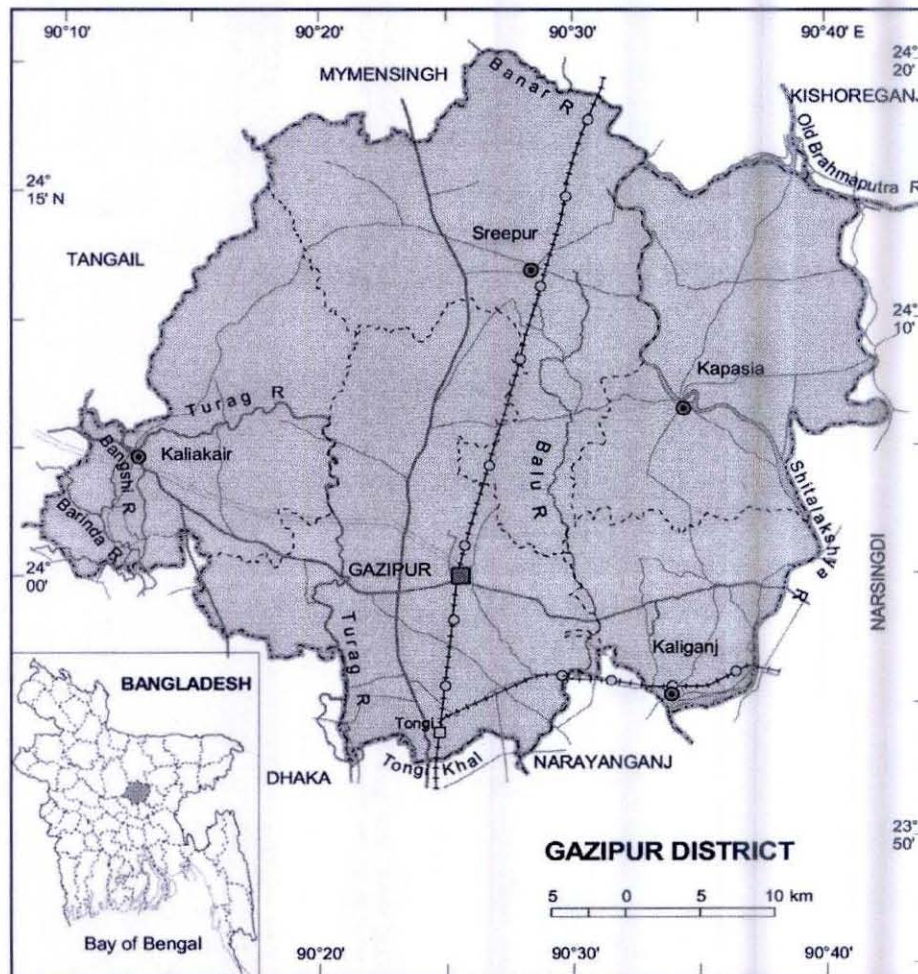 90°10' 90°20' 90°30' 90°40' E
24° 20'
MYMENSINGH
Banar R
KISHOREGANJ
Old Brahmaputra R
24° 15' N
Sreepur
TANGAIL
24° 10'
Kapasia
Turag R
Kaliakair
Bangshi R
Barinda R
Balu R
Shitalakshya R
24° 00'
GAZIPUR
NARSINGDI
Turag R
Kaliganj
BANGLADESH
Tongi
DHAKA
Tongi Khal
NARAYANGANJ
23° 50'
GAZIPUR DISTRICT
5 0 5 10 km
Bay of Bengal
90°20' 90°30' 90°40'